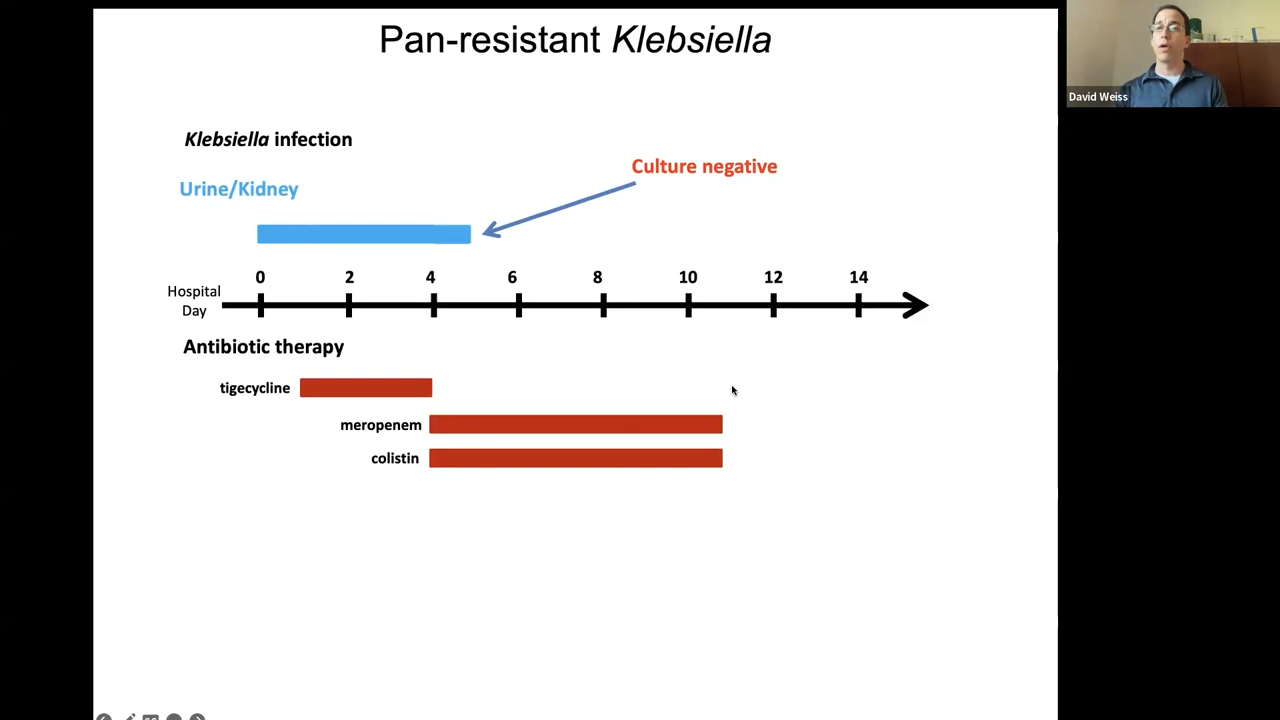 Pan-resistant Klebsiella
David Weiss
Klebsiella infection
Culture negative
Urine/Kidney
0 2 4 6 8 10 12 14
Hospital
Day
Antibiotic therapy
tigecycline
meropenem
colistin